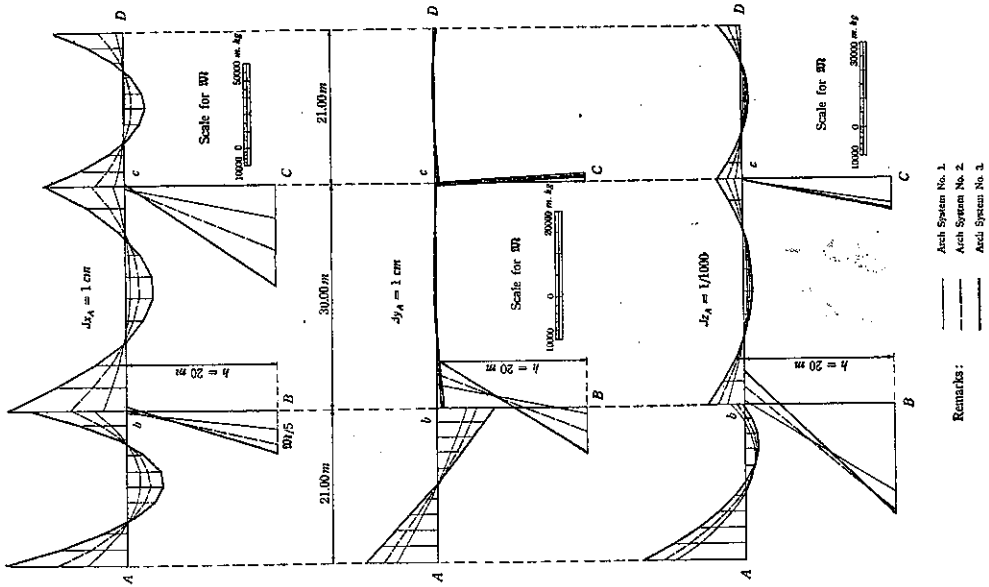 A
b
c
D
Δx_A = 1 cm
Scale for 𝔐
10000 0 50000 m. kg
h = 20 m
𝔐/5
B
C
21.00 m
30.00 m
21.00 m
A
b
c
D
Δy_A = 1 cm
Scale for 𝔐
10000 0 20000 m. kg
h = 20 m
B
C
A
b
c
D
Δz_A = 1/1000
Scale for 𝔐
10000 0 30000 m. kg
h = 20 m
B
C
Remarks:
Arch System No. 1.
Arch System No. 2.
Arch System No. 3.